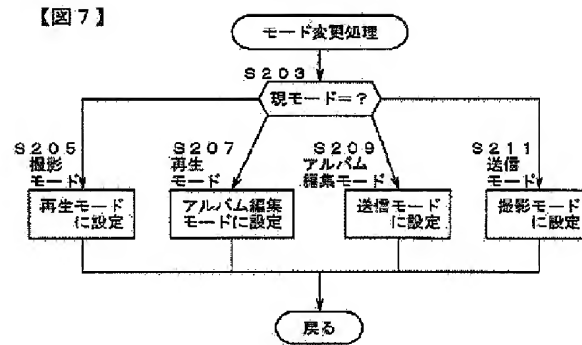 【図7】
モード変更処理
S203
現モード=?
S205
撮影
モード
再生モード
に設定
S207
再生
モード
アルバム編集
モードに設定
S209
アルバム
編集モード
送信モード
に設定
S211
送信
モード
撮影モード
に設定
戻る